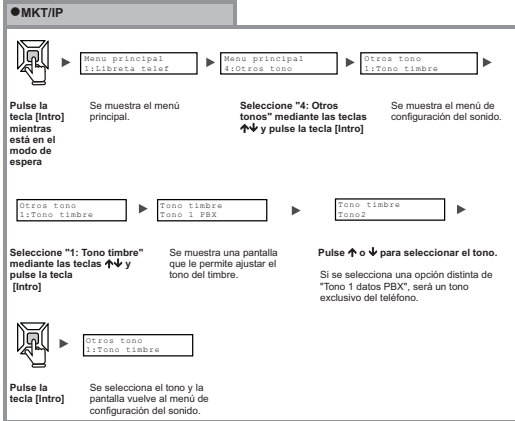 ●MKT/IP
Menu principal
1:Libreta telef
Menu principal
4:Otros tono
Otros tono
1:Tono timbre
Pulse la
tecla [Intro]
mientras
está en el
modo de
espera
Se muestra el menú
principal.
Seleccione "4: Otros
tonos" mediante las teclas
↑↓ y pulse la tecla [Intro]
Se muestra el menú de
configuración del sonido.
Otros tono
1:Tono timbre
Tono timbre
Tono 1 PBX
Tono timbre
Tono2
Seleccione "1: Tono timbre"
mediante las teclas ↑↓ y
pulse la tecla
[Intro]
Se muestra una pantalla
que le permite ajustar el
tono del timbre.
Pulse ↑ o ↓ para seleccionar el tono.
Si se selecciona una opción distinta de
"Tono 1 datos PBX", será un tono
exclusivo del teléfono.
Otros tono
1:Tono timbre
Pulse la
tecla [Intro]
Se selecciona el tono y la
pantalla vuelve al menú de
configuración del sonido.